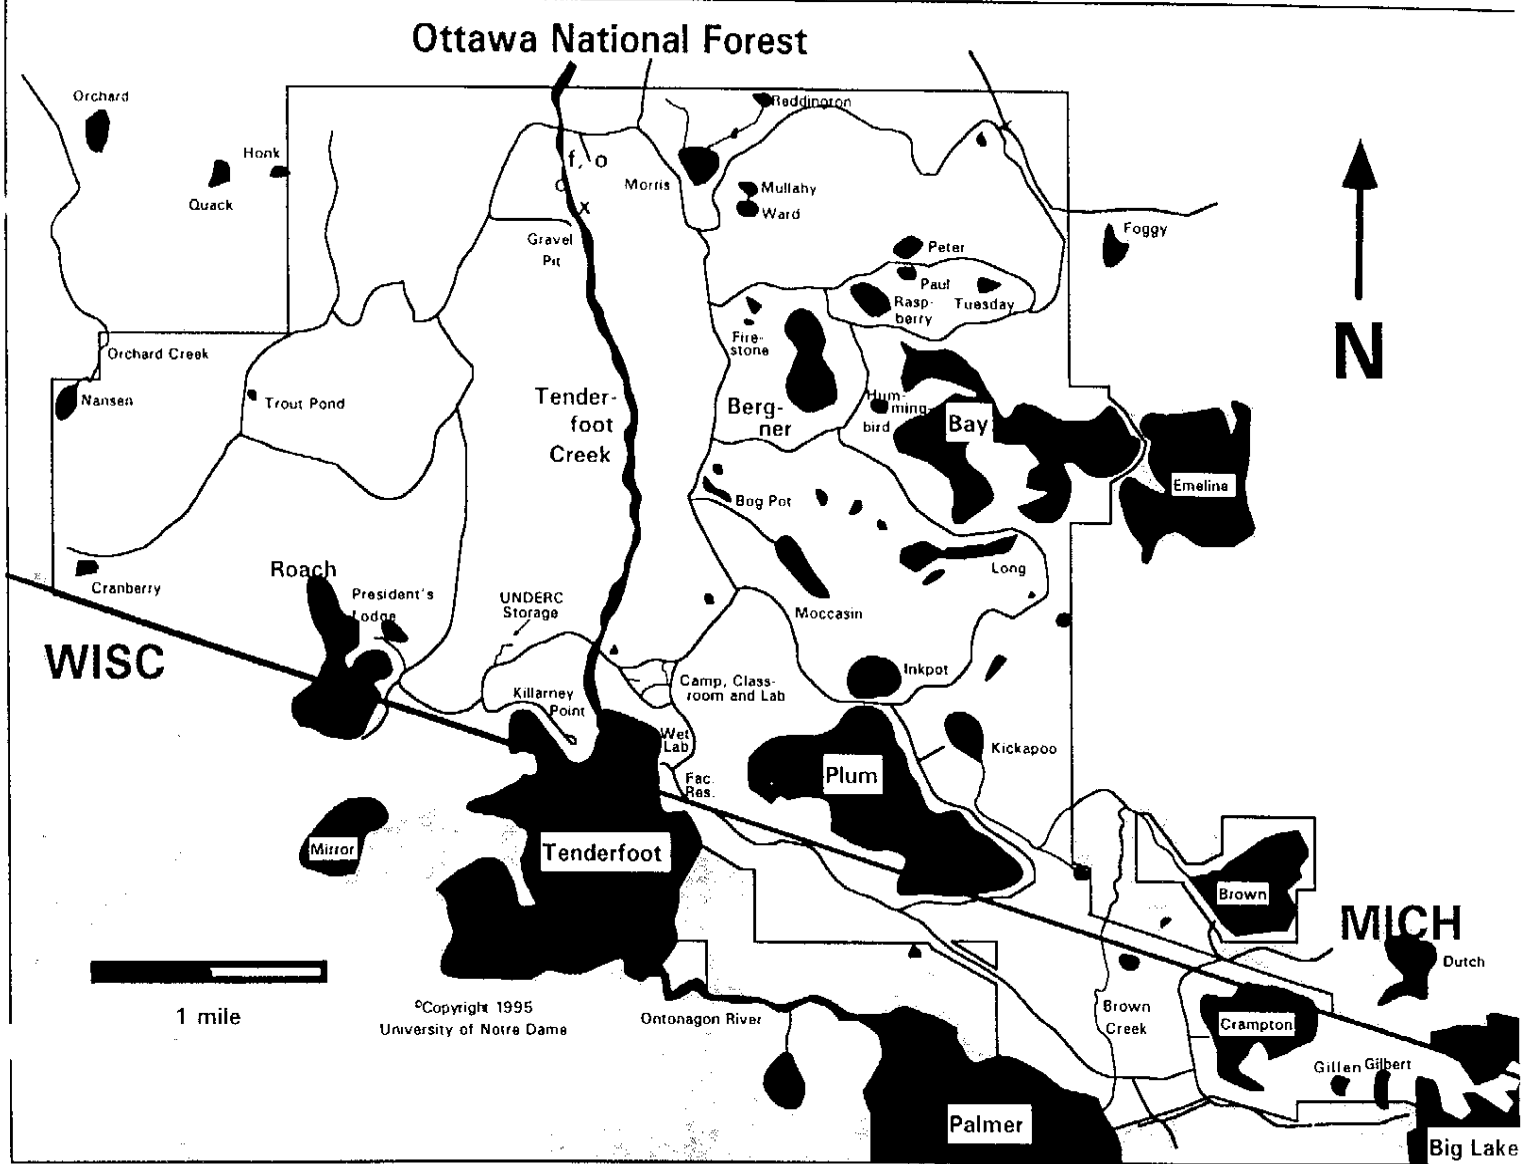 Ottawa National Forest
Orchard
Reddington
Honk
f, o
Morris
Mullahy
Quack
o
x
Ward
Foggy
Gravel
Pit
Peter
Paul
Rasp-
berry
Tuesday
N
Fire-
stone
Orchard Creek
Nansen
Trout Pond
Tender-
foot
Creek
Berg-
ner
Hum-
ming-
bird
Bay
Emeline
Bog Pot
Long
Roach
Cranberry
President's
Lodge
UNDERC
Storage
Moccasin
WISC
Killarney
Point
Camp, Class-
room and Lab
Inkpot
Wet
Lab
Kickapoo
Fac.
Res.
Plum
Mirror
Tenderfoot
Brown
MICH
Dutch
1 mile
©Copyright 1995
University of Notre Dame
Ontonagon River
Brown
Creek
Crampton
Gillen
Gilbert
Palmer
Big Lake